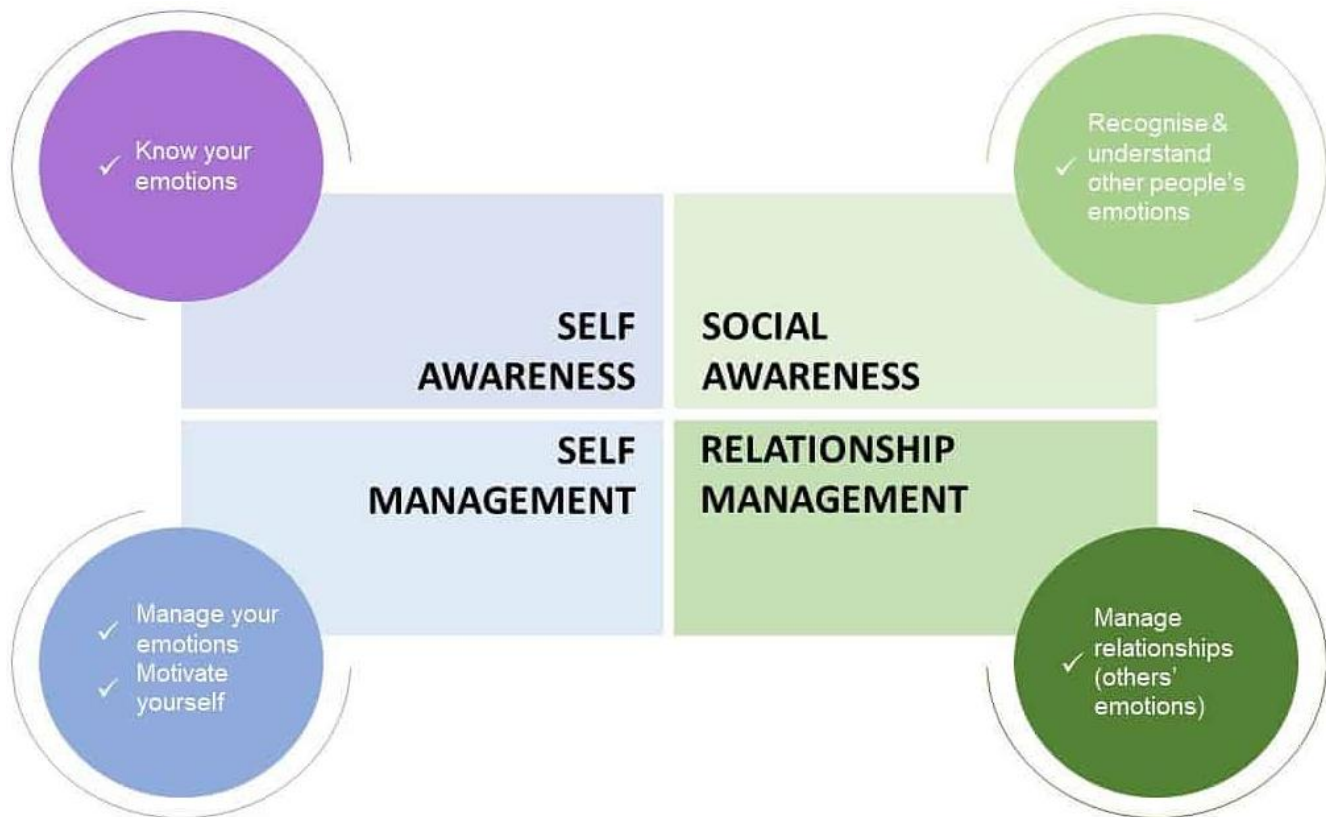 ✓ Know your
emotions
Recognise &
✓ understand
other people's
emotions
SELF
AWARENESS
SOCIAL
AWARENESS
SELF
MANAGEMENT
RELATIONSHIP
MANAGEMENT
✓ Manage your
emotions
✓ Motivate
yourself
Manage
✓ relationships
(others'
emotions)